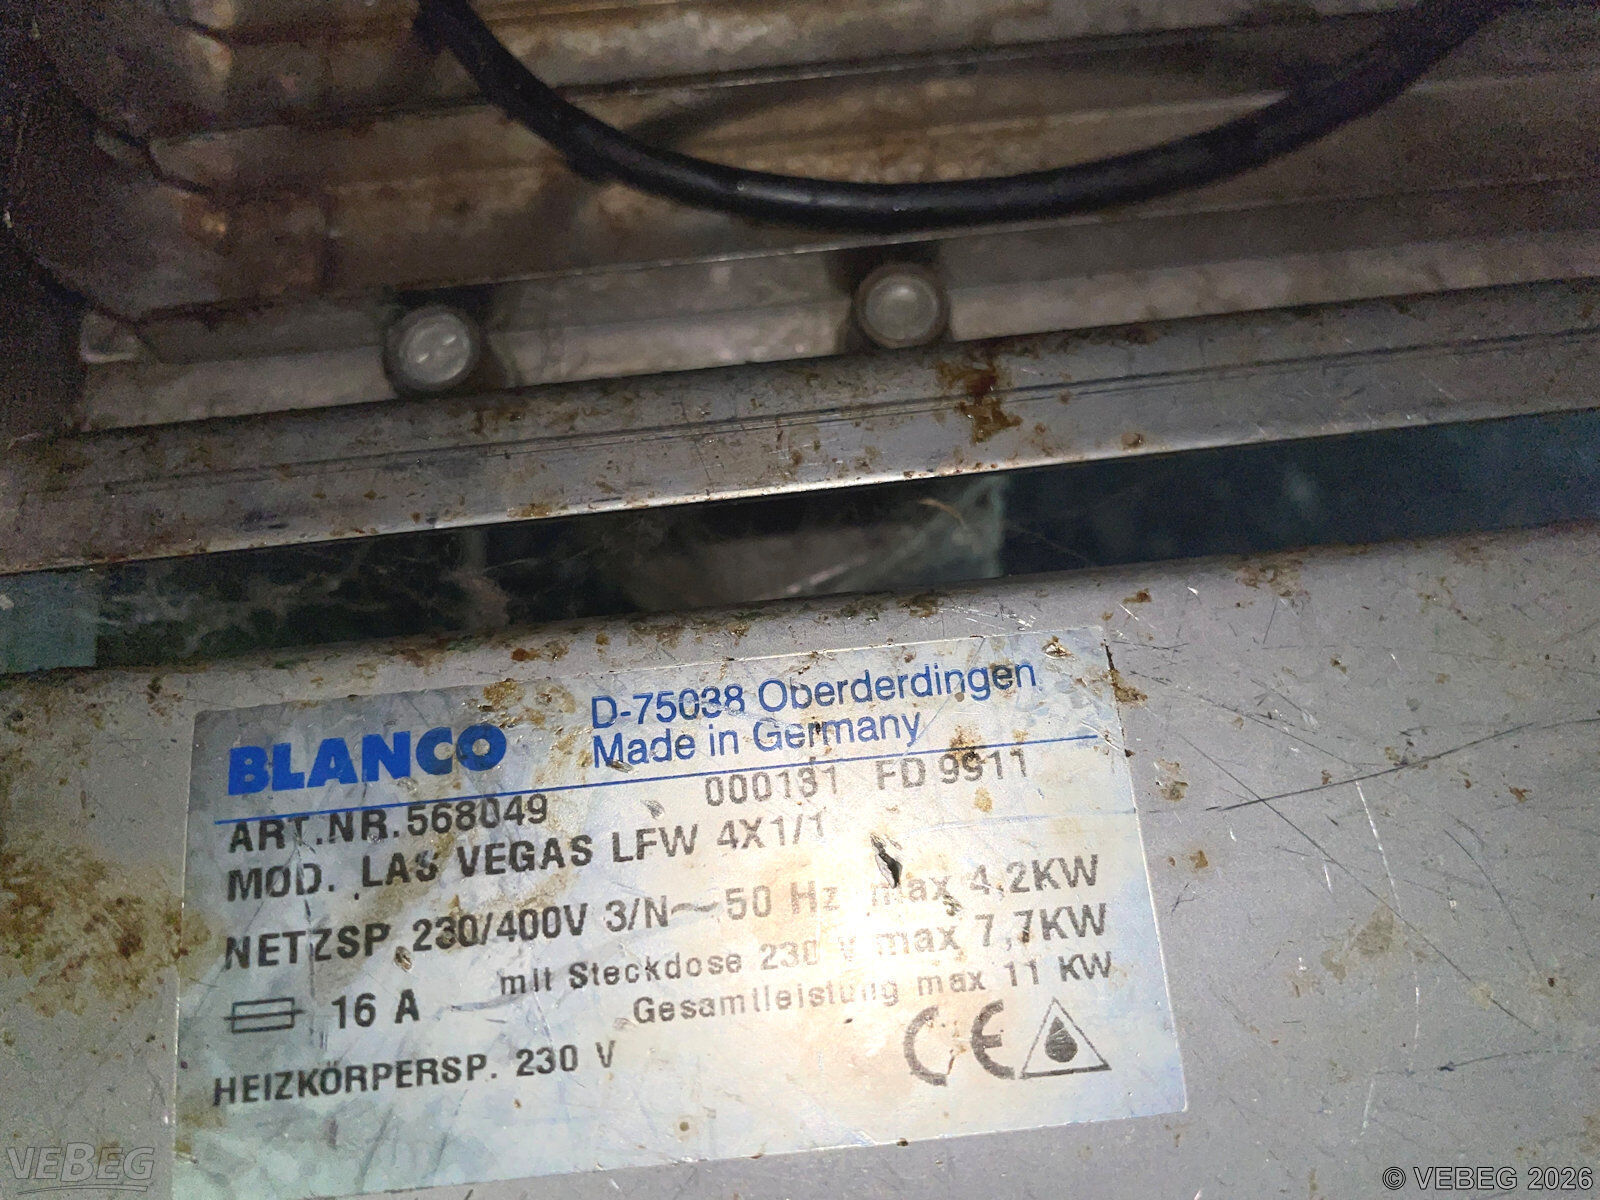 BLANCO
D-75038 Oberderdingen
Made in Germany
000131 FD 9911
ART.NR.568049
MOD. LAS VEGAS LFW 4X1/1
NETZSP. 230/400V 3/N~50 Hz max 4,2KW
mit Steckdose 230 V max 7,7KW
16 A
Gesamtleistung max 11 KW
HEIZKÖRPERSP. 230 V
CE
VEBEG
© VEBEG 2026